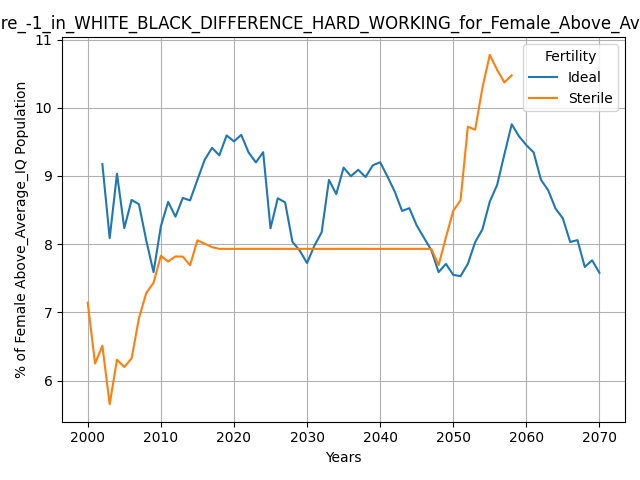 re_-1_in_WHITE_BLACK_DIFFERENCE_HARD_WORKING_for_Female_Above_Av
% of Female Above_Average_IQ Population
11
10
9
8
7
6
Fertility
Ideal
Sterile
2000 2010 2020 2030 2040 2050 2060 2070
Years